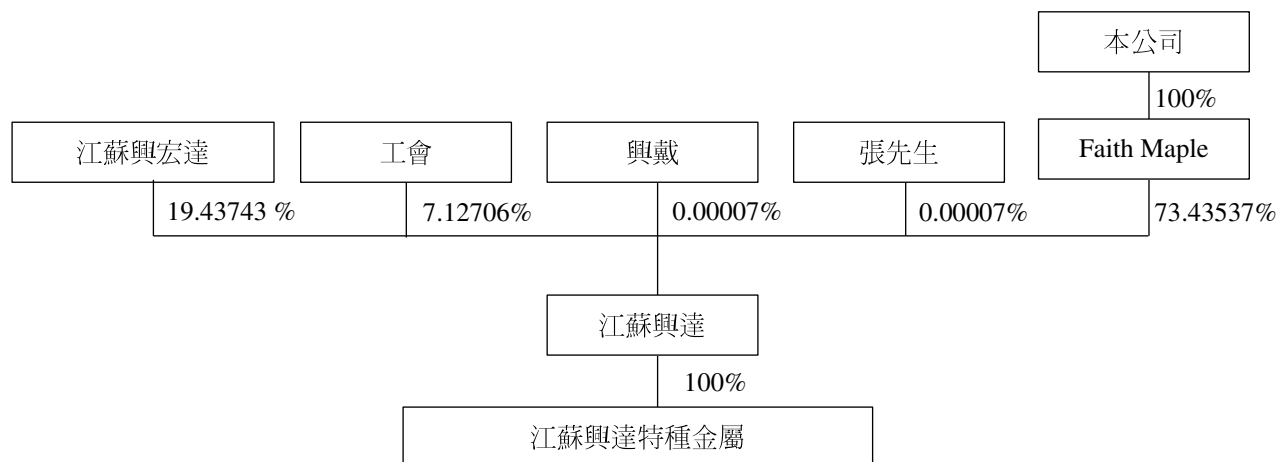 本公司
100%
江蘇興宏達
工會
興戴
張先生
Faith Maple
19.43743 %
7.12706%
0.00007%
0.00007%
73.43537%
江蘇興達
100%
江蘇興達特種金屬